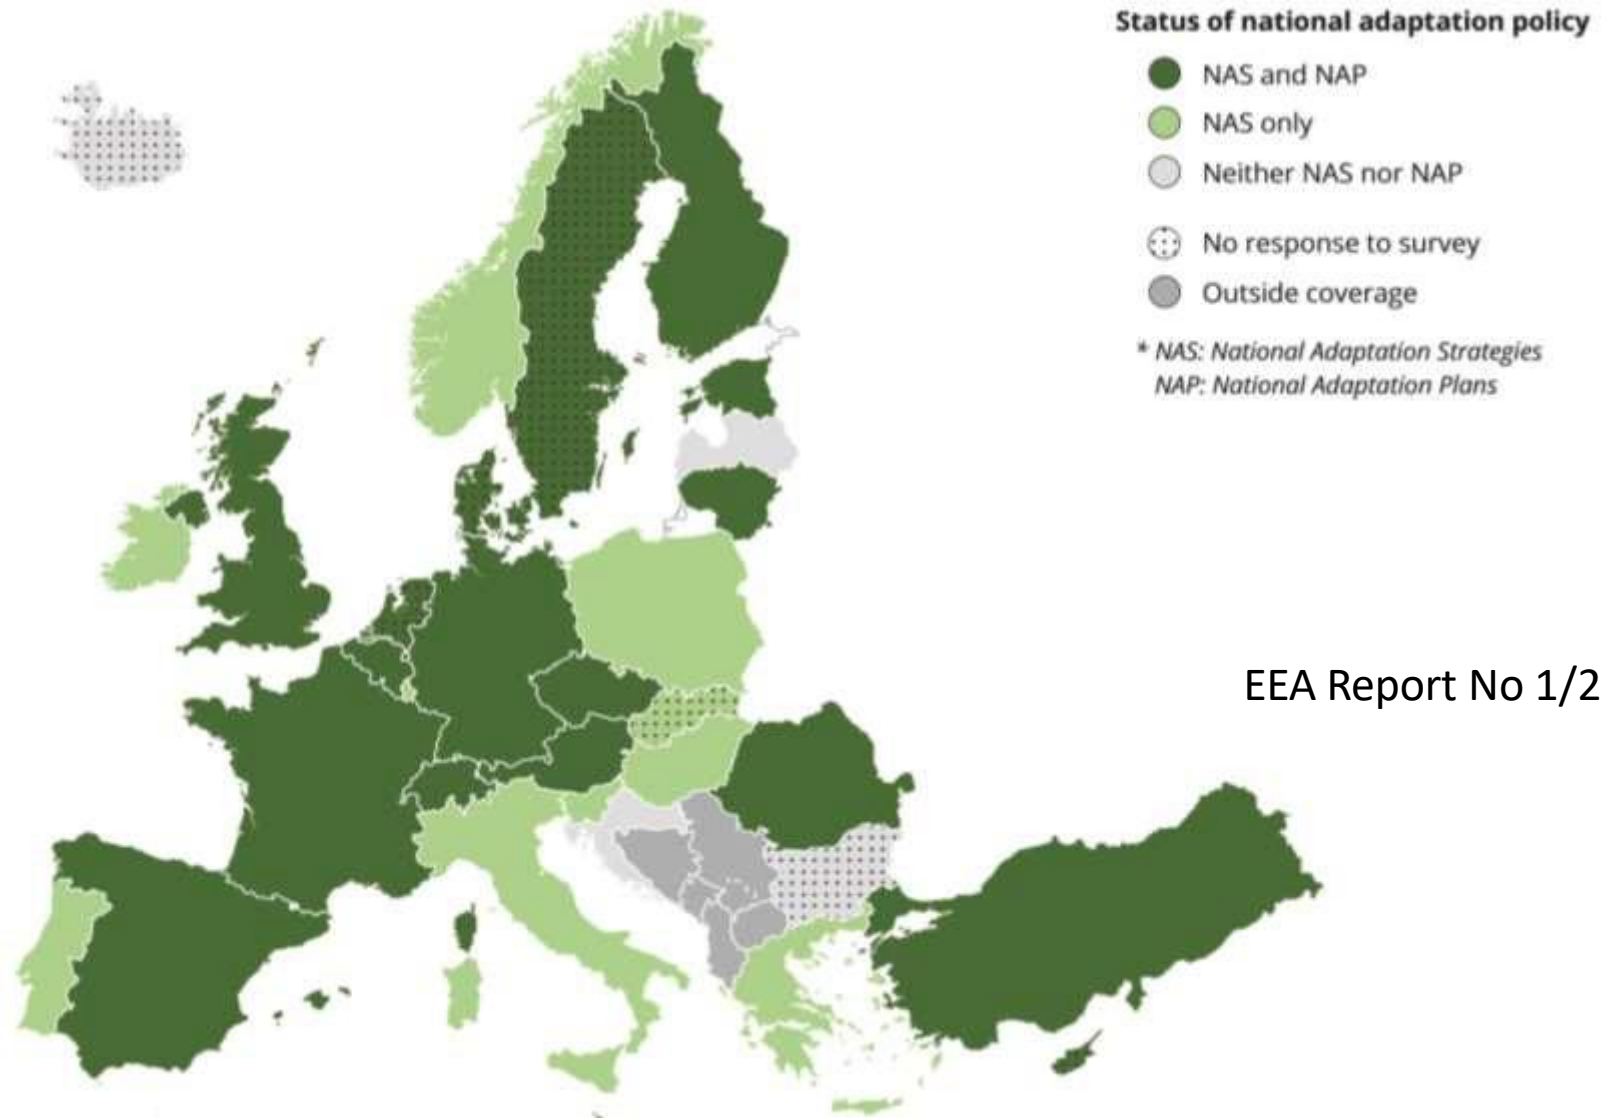 Status of national adaptation policy
NAS and NAP
NAS only
Neither NAS nor NAP
No response to survey
Outside coverage
* NAS: National Adaptation Strategies
NAP: National Adaptation Plans
EEA Report No 1/2